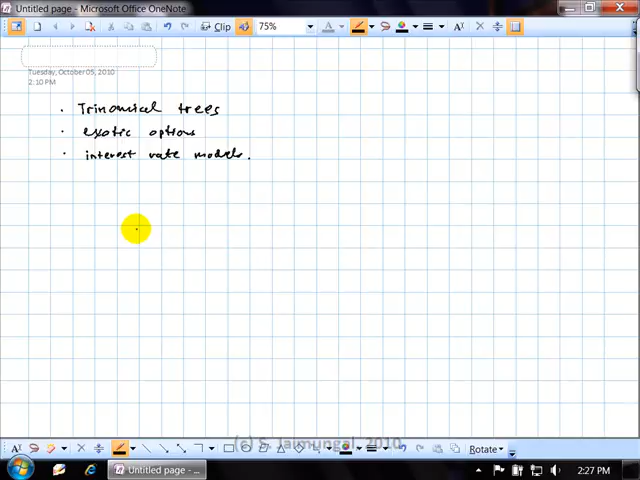 Untitled page - Microsoft Office OneNote
Clip
75%
A
Tuesday, October 05, 2010
2:10 PM
· Trinomical trees
· exotic options
· interest rate models.
Rotate
(c) S. Jaimungal, 2010
Untitled page - ...
2:27 PM